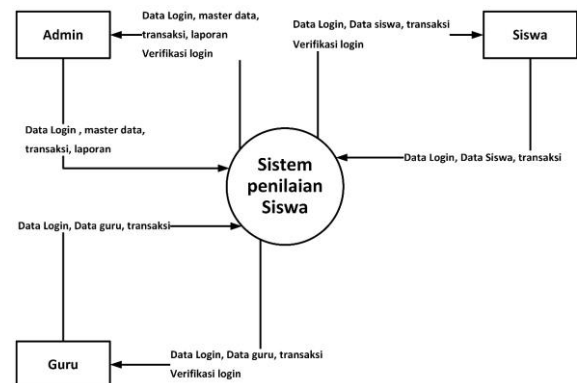 Admin
Data Login, master data,
transaksi, laporan
Verifikasi login
Data Login, Data siswa, transaksi
Verifikasi login
Siswa
Data Login , master data,
transaksi, laporan
Sistem
penilaian
Siswa
Data Login, Data Siswa, transaksi
Data Login, Data guru, transaksi
Guru
Data Login, Data guru, transaksi
Verifikasi login